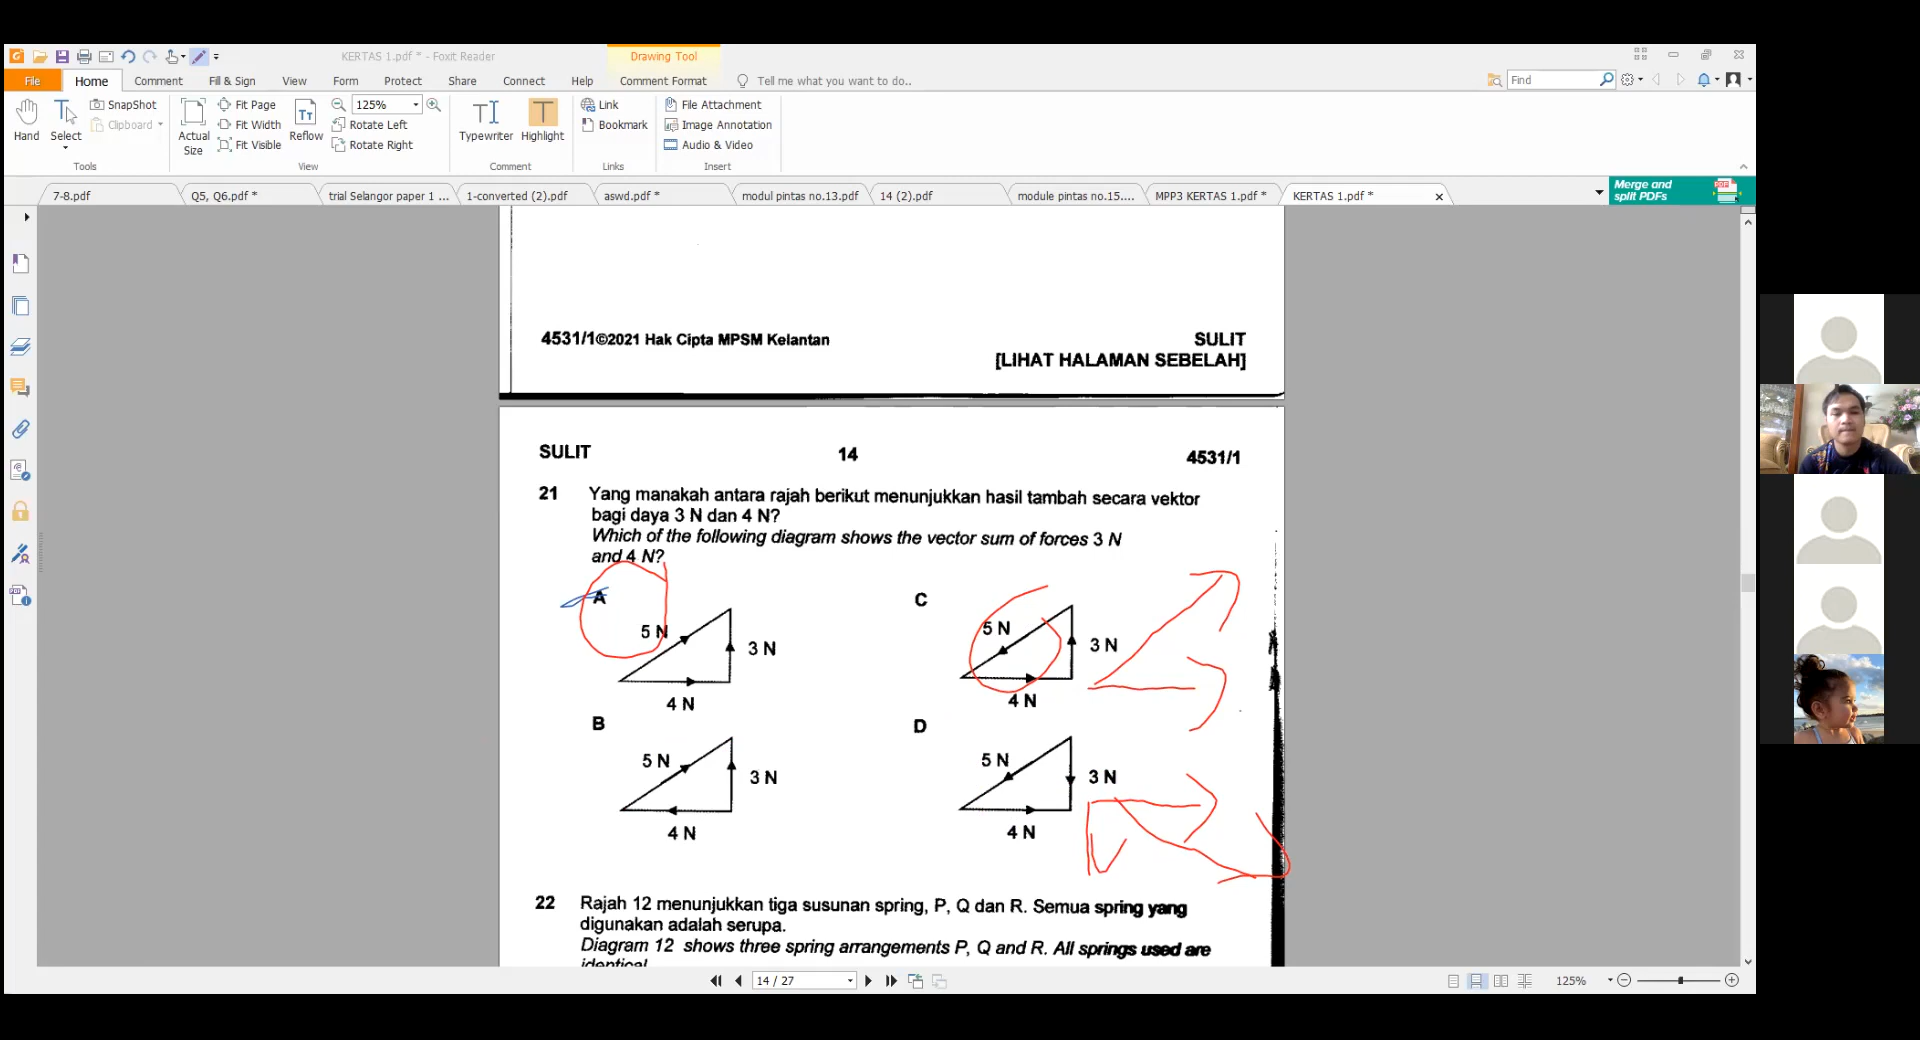 KERTAS 1.pdf * - Foxit Reader
Drawing Tool
File Home Comment Fill & Sign View Form Protect Share Connect Help Comment Format Tell me what you want to do.. Find
Hand
Select
SnapShot
Clipboard
Tools
Actual Size
Fit Page
Fit Width
Fit Visible
Reflow
125%
Rotate Left
Rotate Right
View
Typewriter
Highlight
Comment
Link
Bookmark
Links
File Attachment
Image Annotation
Audio & Video
Insert
7-8.pdf
Q5, Q6.pdf *
trial Selangor paper 1 ...
1-converted (2).pdf
aswd.pdf *
modul pintas no.13.pdf
14 (2).pdf
module pintas no.15....
MPP3 KERTAS 1.pdf *
KERTAS 1.pdf *
Merge and
split PDFs
4531/1©2021 Hak Cipta MPSM Kelantan
SULIT
[LIHAT HALAMAN SEBELAH]
SULIT 14 4531/1
21 Yang manakah antara rajah berikut menunjukkan hasil tambah secara vektor
bagi daya 3 N dan 4 N?
Which of the following diagram shows the vector sum of forces 3 N
and 4 N?
A
5 N
3 N
4 N
C
5 N
3 N
4 N
B
5 N
3 N
4 N
D
5 N
3 N
4 N
22 Rajah 12 menunjukkan tiga susunan spring, P, Q dan R. Semua spring yang
digunakan adalah serupa.
Diagram 12 shows three spring arrangements P, Q and R. All springs used are
identical
14 / 27
125%